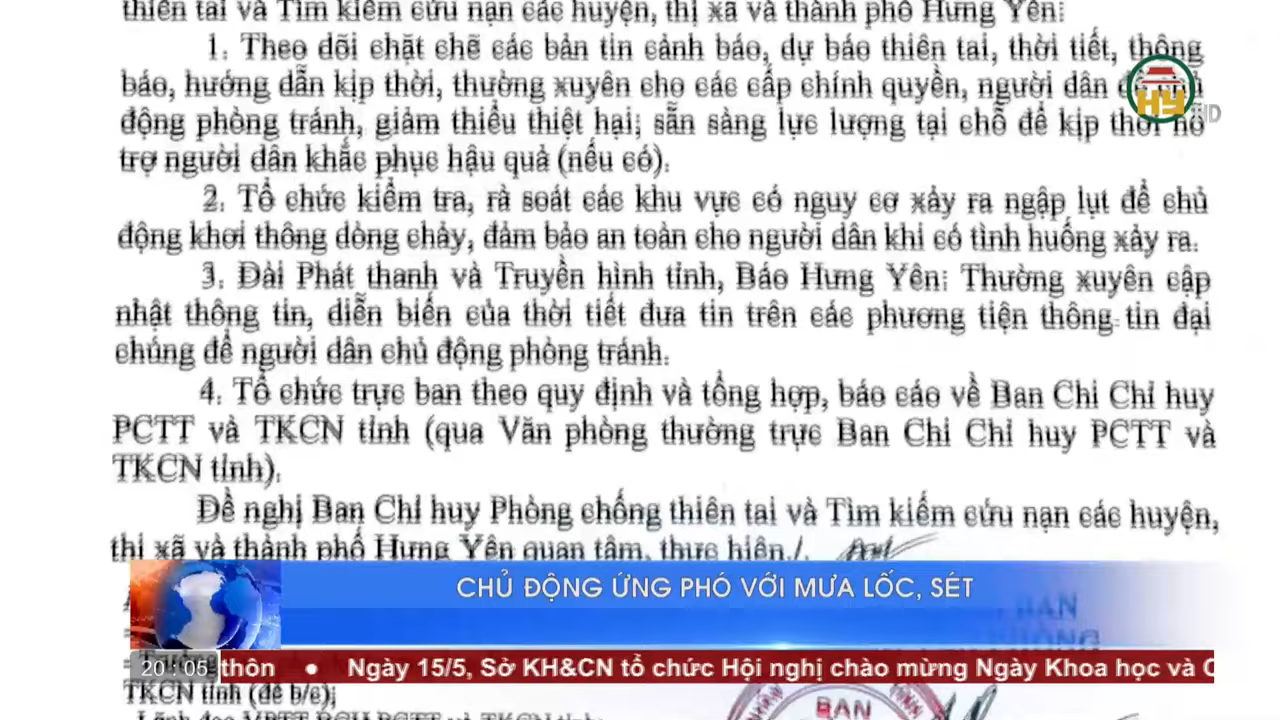 thiên tai và Tìm kiếm cứu nạn các huyện, thị xã và thành phố Hưng Yên:
1. Theo dõi chặt chẽ các bản tin cảnh báo, dự báo thiên tai, thời tiết, thông
báo, hướng dẫn kịp thời, thường xuyên cho các cấp chính quyền, người dân để chủ
động phòng tránh, giảm thiểu thiệt hại; sẵn sàng lực lượng tại chỗ để kịp thời hỗ
trợ người dân khắc phục hậu quả (nếu có).
2. Tổ chức kiểm tra, rà soát các khu vực có nguy cơ xảy ra ngập lụt để chủ
động khơi thông dòng chảy, đảm bảo an toàn cho người dân khi có tình huống xảy ra.
3. Đài Phát thanh và Truyền hình tỉnh, Báo Hưng Yên: Thường xuyên cập
nhật thông tin, diễn biến của thời tiết đưa tin trên các phương tiện thông tin đại
chúng để người dân chủ động phòng tránh.
4. Tổ chức trực ban theo quy định và tổng hợp, báo cáo về Ban Chi Chỉ huy
PCTT và TKCN tỉnh (qua Văn phòng thường trực Ban Chi Chỉ huy PCTT và
TKCN tỉnh).
Đề nghị Ban Chỉ huy Phòng chống thiên tai và Tìm kiếm cứu nạn các huyện,
thị xã và thành phố Hưng Yên quan tâm, thực hiện./.
HY HD
CHỦ ĐỘNG ỨNG PHÓ VỚI MƯA LỐC, SÉT
BAN
20:05 thôn • Ngày 15/5, Sở KH&CN tổ chức Hội nghị chào mừng Ngày Khoa học và C
TKCN tỉnh (để b/c);
BAN